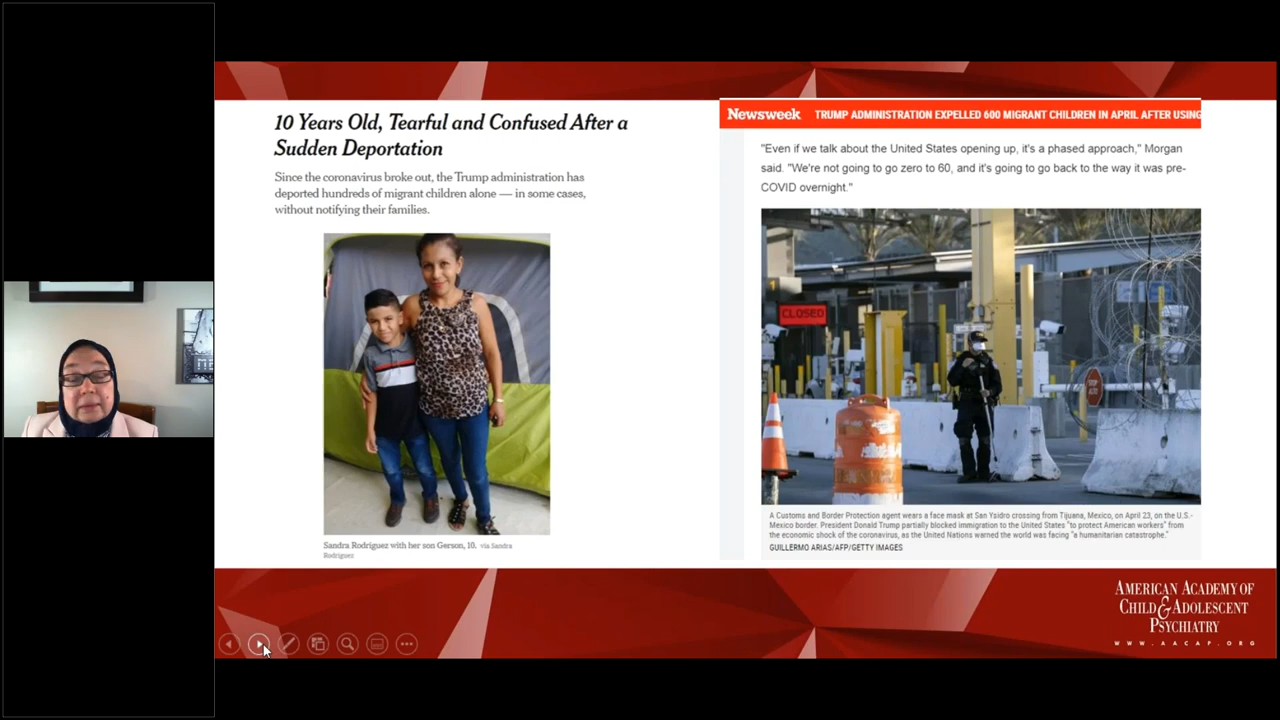 10 Years Old, Tearful and Confused After a
Sudden Deportation
Since the coronavirus broke out, the Trump administration has
deported hundreds of migrant children alone — in some cases,
without notifying their families.
Sandra Rodríguez with her son Gerson, 10. via Sandra
Rodriguez
Newsweek TRUMP ADMINISTRATION EXPELLED 600 MIGRANT CHILDREN IN APRIL AFTER USING
"Even if we talk about the United States opening up, it's a phased approach," Morgan
said. "We're not going to go zero to 60, and it's going to go back to the way it was pre-
COVID overnight."
CLOSED
STOP
A Customs and Border Protection agent wears a face mask at San Ysidro crossing from Tijuana, Mexico, on April 23, on the U.S.-
Mexico border. President Donald Trump partially blocked immigration to the United States "to protect American workers" from
the economic shock of the coronavirus, as the United Nations warned the world was facing "a humanitarian catastrophe."
GUILLERMO ARIAS/AFP/GETTY IMAGES
AMERICAN ACADEMY OF
CHILD & ADOLESCENT
PSYCHIATRY
WWW.AACAP.ORG